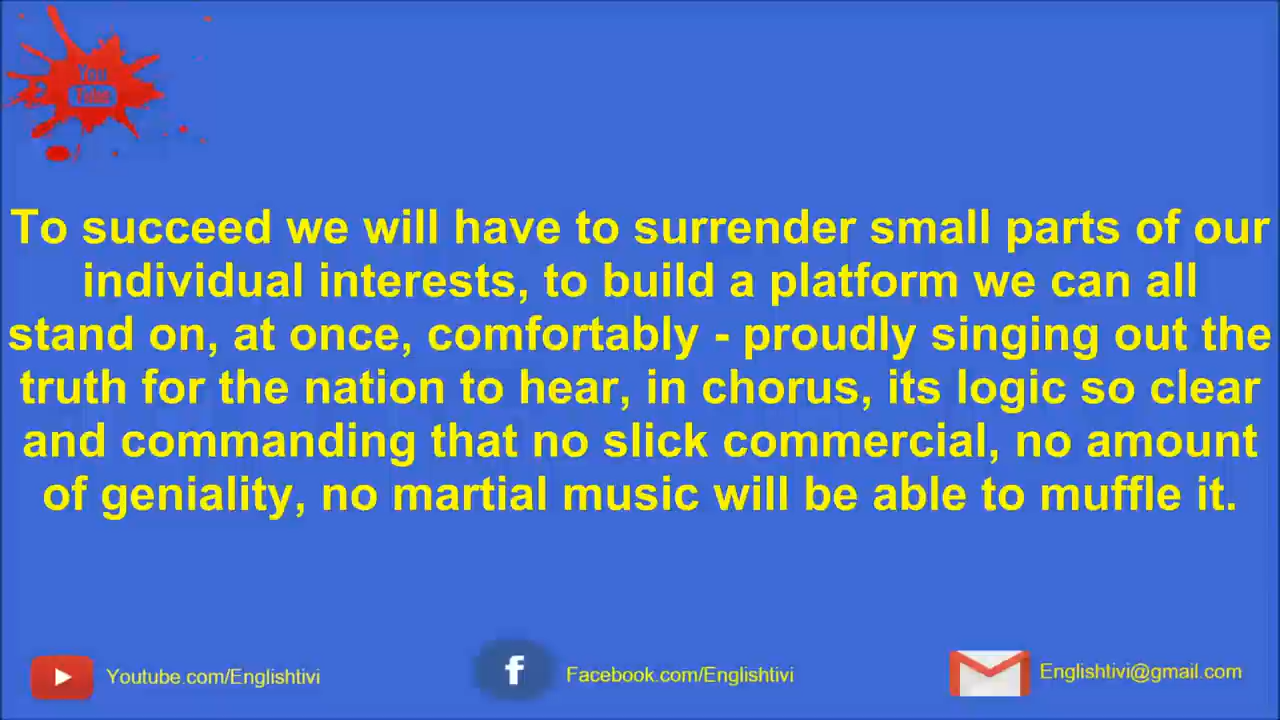 You
Tube
To succeed we will have to surrender small parts of our
individual interests, to build a platform we can all
stand on, at once, comfortably - proudly singing out the
truth for the nation to hear, in chorus, its logic so clear
and commanding that no slick commercial, no amount
of geniality, no martial music will be able to muffle it.
Youtube.com/Englishtivi
f
Facebook.com/Englishtivi
Englishtivi@gmail.com